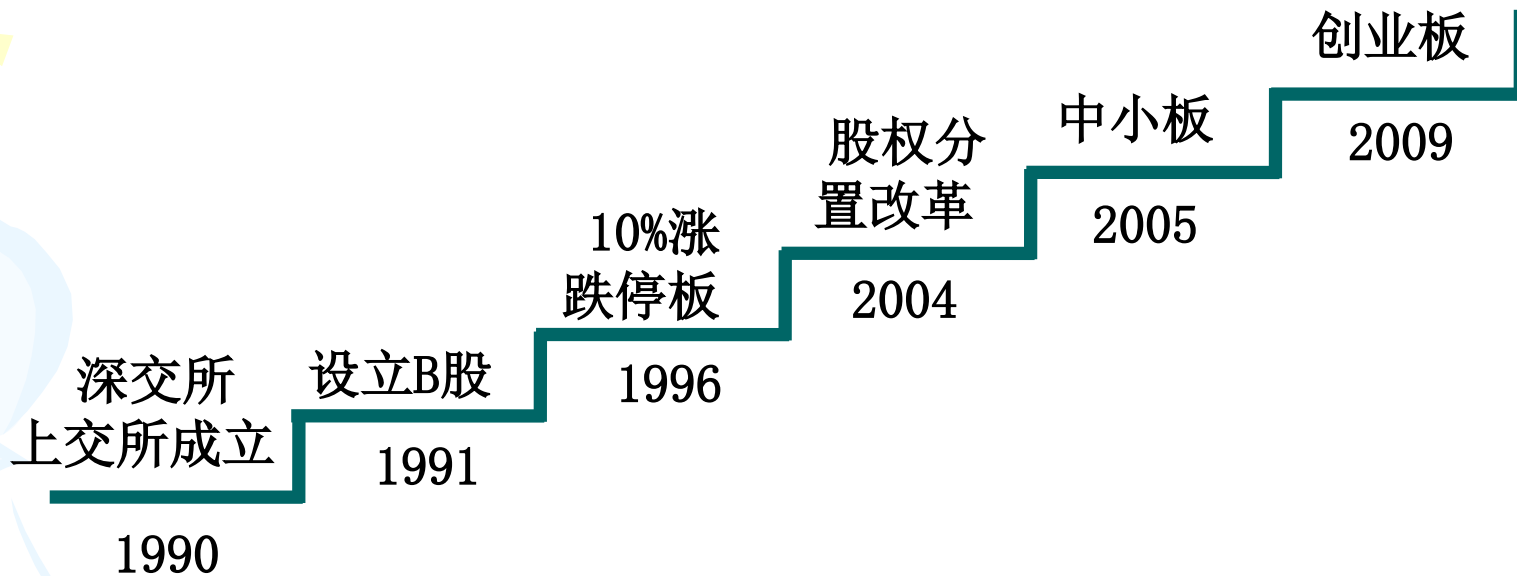 深交所
上交所成立
1990
设立B股
1991
10%涨
跌停板
1996
股权分
置改革
2004
中小板
2005
创业板
2009